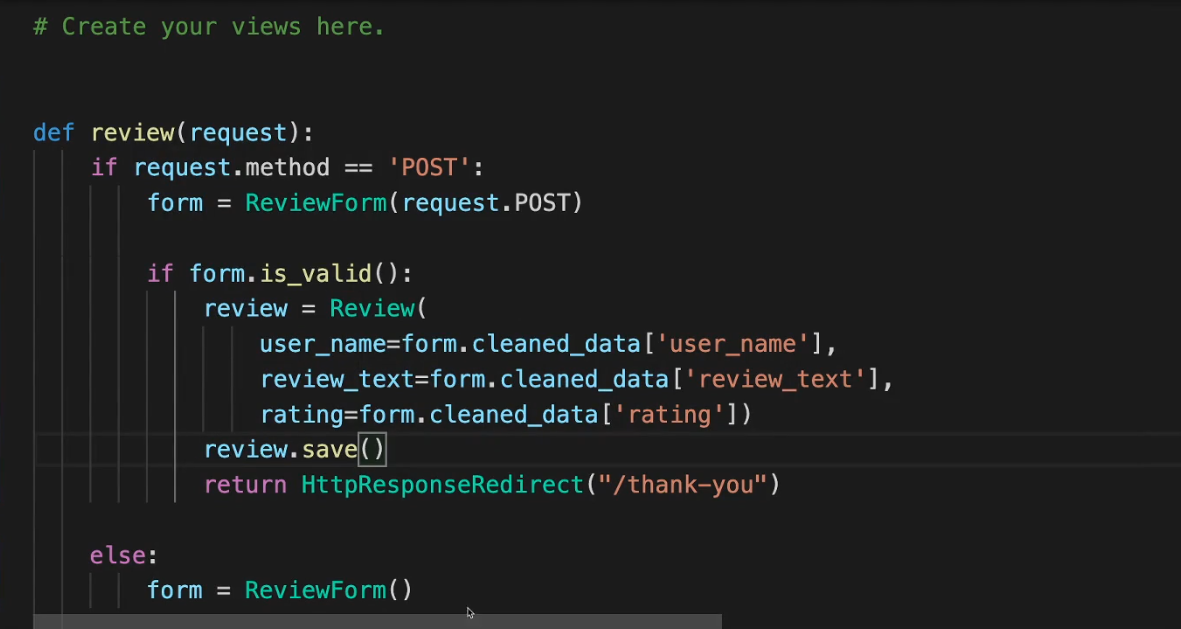 # Create your views here.
def review(request):
    if request.method == 'POST':
        form = ReviewForm(request.POST)
        if form.is_valid():
            review = Review(
                user_name=form.cleaned_data['user_name'],
                review_text=form.cleaned_data['review_text'],
                rating=form.cleaned_data['rating'])
            review.save()
            return HttpResponseRedirect("/thank-you")
    else:
        form = ReviewForm()